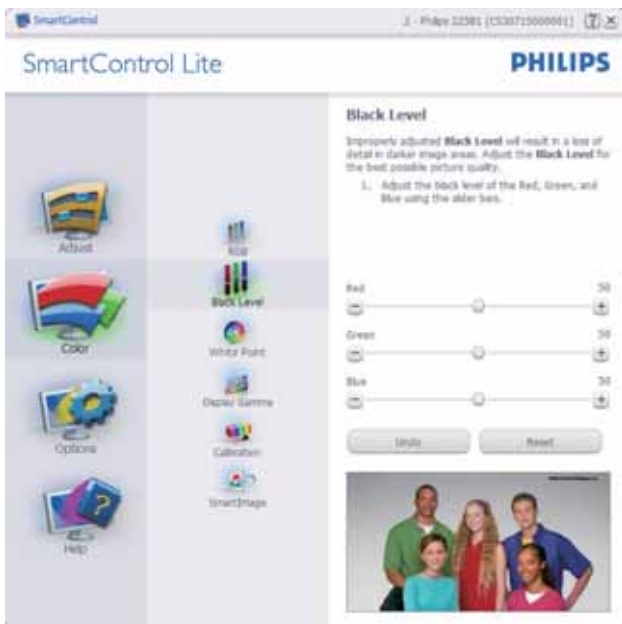 SmartControl
SmartControl Lite
PHILIPS
Adjust
Color
Options
Help
RGB
Black Level
White Point
Display Gamma
Calibration
SmartImage
Black Level
Improperly adjusted Black Level will result in a loss of
detail in darker image areas. Adjust the Black Level for
the best possible picture quality.
1. Adjust the black level of the Red, Green, and
Blue using the slider bars.
Red 50
Green 50
Blue 50
Undo Reset